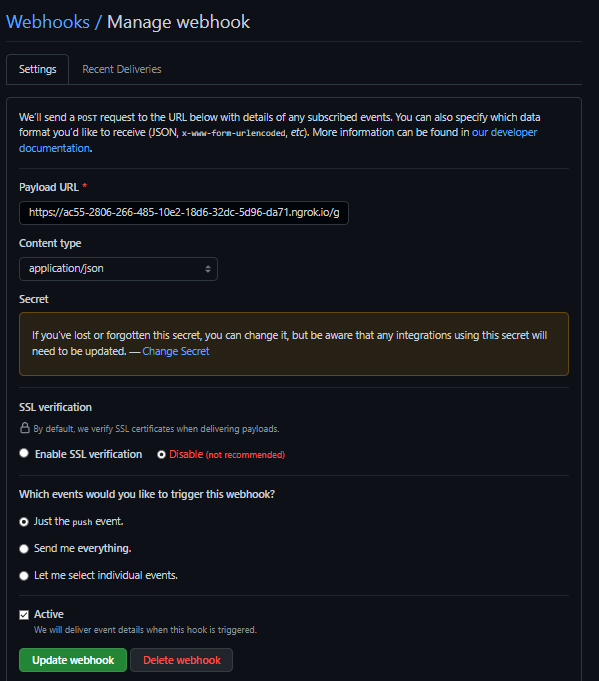 Webhooks / Manage webhook
Settings
Recent Deliveries
We'll send a POST request to the URL below with details of any subscribed events. You can also specify which data
format you'd like to receive (JSON, x-www-form-urlencoded, etc). More information can be found in our developer
documentation.
Payload URL *
https://ac55-2806-266-485-10e2-18d6-32dc-5d96-da71.ngrok.io/g
Content type
application/json
Secret
If you've lost or forgotten this secret, you can change it, but be aware that any integrations using this secret will
need to be updated. — Change Secret
SSL verification
By default, we verify SSL certificates when delivering payloads.
Enable SSL verification
Disable (not recommended)
Which events would you like to trigger this webhook?
Just the push event.
Send me everything.
Let me select individual events.
Active
We will deliver event details when this hook is triggered.
Update webhook
Delete webhook